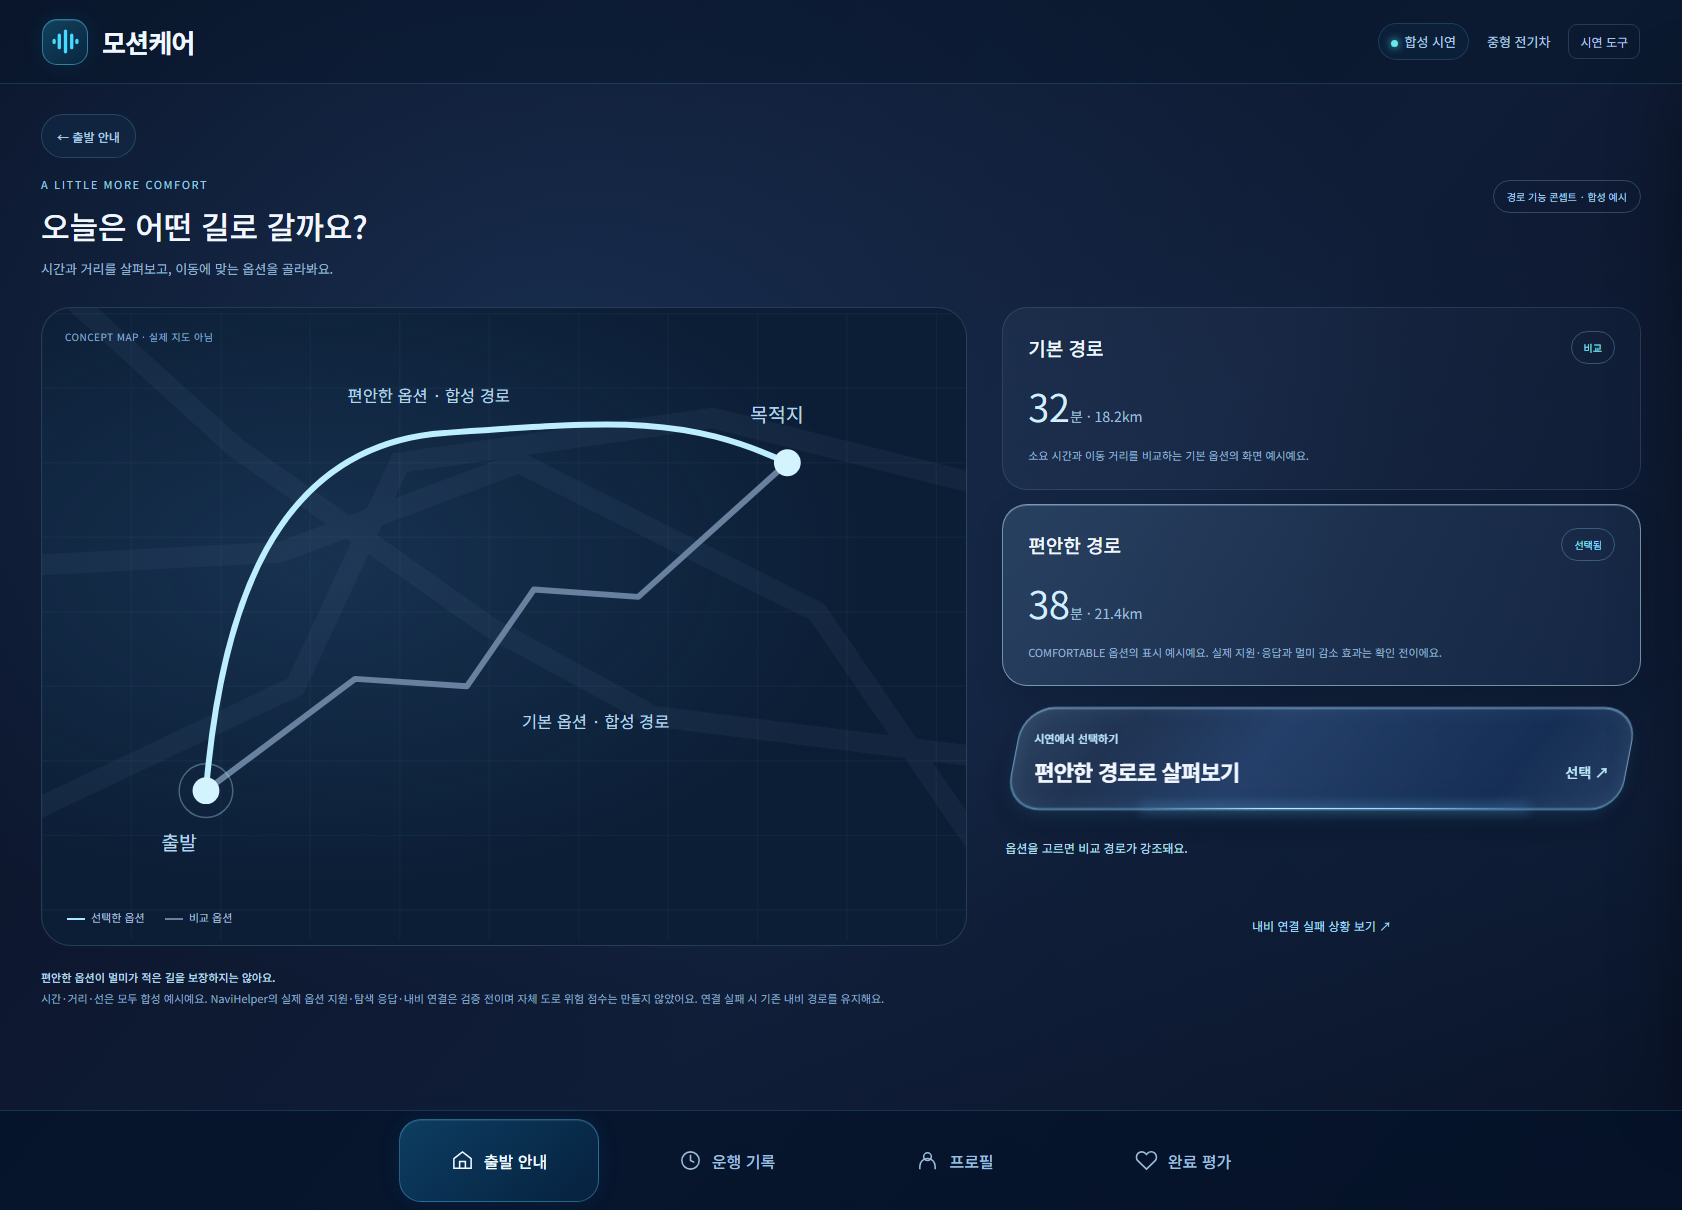 모션케어
합성 시연
중형 전기차
시연 도구
← 출발 안내
A LITTLE MORE COMFORT
오늘은 어떤 길로 갈까요?
시간과 거리를 살펴보고, 이동에 맞는 옵션을 골라봐요.
경로 기능 콘셉트 · 합성 예시
CONCEPT MAP · 실제 지도 아님
편안한 옵션 · 합성 경로
목적지
기본 옵션 · 합성 경로
출발
선택한 옵션
비교 옵션
기본 경로
비교
32분 · 18.2km
소요 시간과 이동 거리를 비교하는 기본 옵션의 화면 예시예요.
편안한 경로
선택됨
38분 · 21.4km
COMFORTABLE 옵션의 표시 예시예요. 실제 지원·응답과 멀미 감소 효과는 확인 전이에요.
시연에서 선택하기
편안한 경로로 살펴보기
선택 ↗
옵션을 고르면 비교 경로가 강조돼요.
내비 연결 실패 상황 보기 ↗
편안한 옵션이 멀미가 적은 길을 보장하지는 않아요.
시간·거리·선은 모두 합성 예시예요. NaviHelper의 실제 옵션 지원·탐색 응답·내비 연결은 검증 전이며 자체 도로 위험 점수는 만들지 않았어요. 연결 실패 시 기존 내비 경로를 유지해요.
출발 안내
운행 기록
프로필
완료 평가